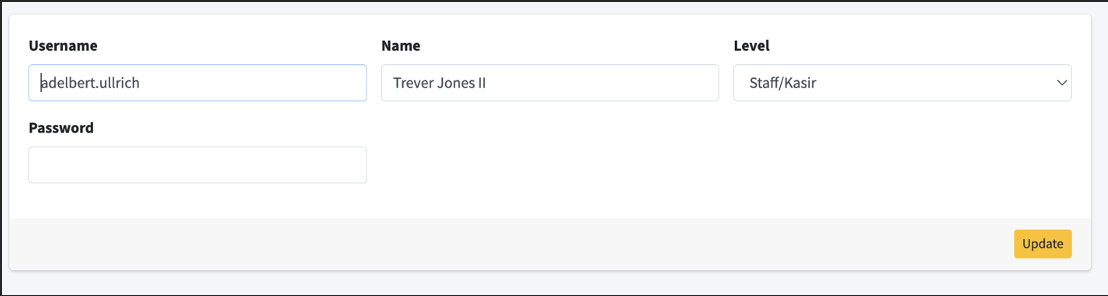 Username Name Level
adelbert.ullrich Trever Jones II Staff/Kasir
Password
Update